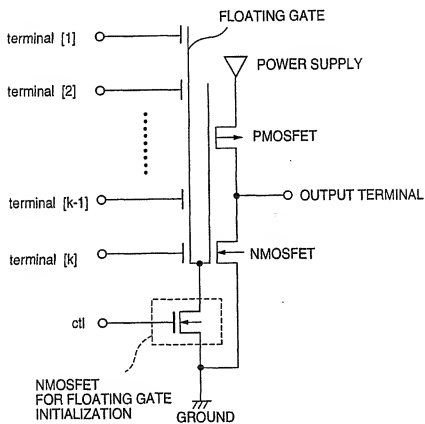 FLOATING GATE
terminal [1]
POWER SUPPLY
terminal [2]
PMOSFET
terminal [k-1]
OUTPUT TERMINAL
terminal [k]
NMOSFET
ctl
NMOSFET
FOR FLOATING GATE
INITIALIZATION
GROUND